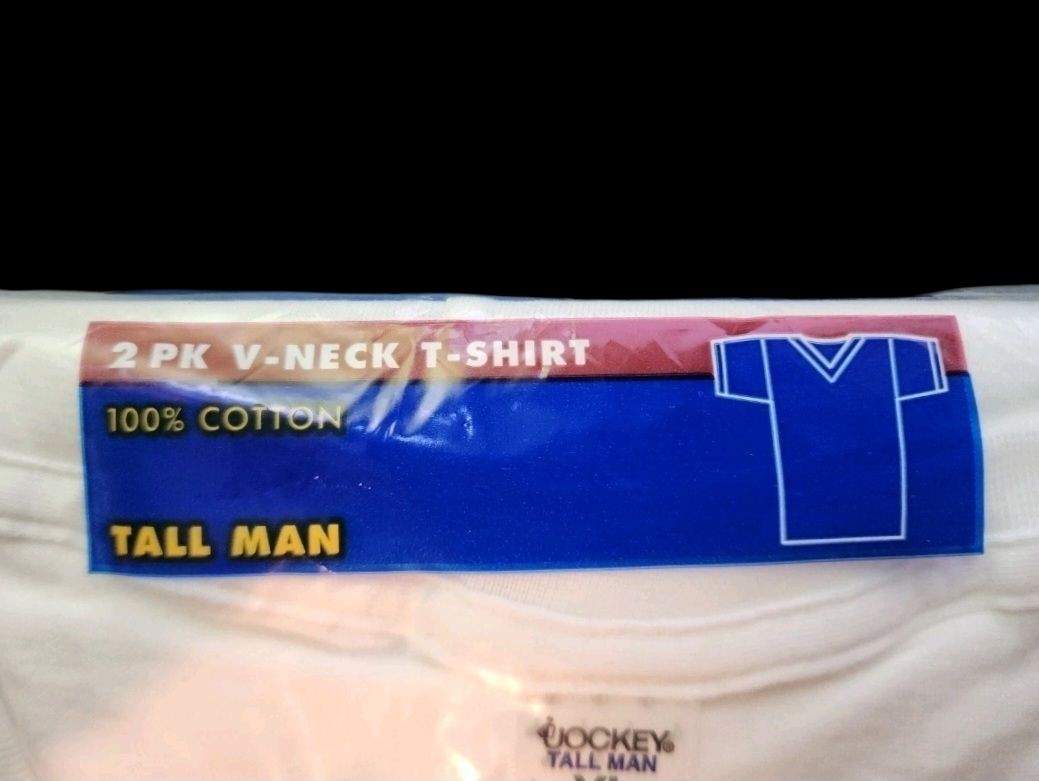 2 PK V-NECK T-SHIRT
100% COTTON
TALL MAN
JOCKEY®
TALL MAN